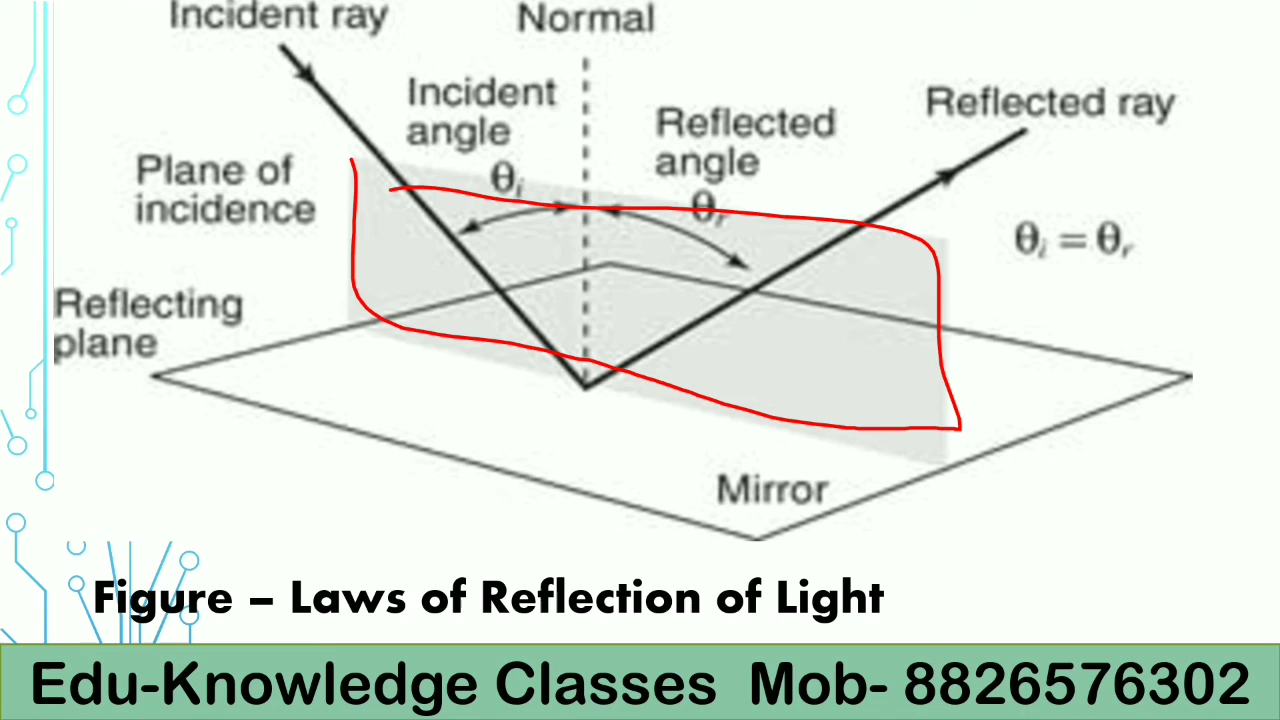 Incident ray
Normal
Incident
angle
θi
Reflected
angle
θr
Reflected ray
Plane of
incidence
θi = θr
Reflecting
plane
Mirror
Figure – Laws of Reflection of Light
Edu-Knowledge Classes Mob- 8826576302